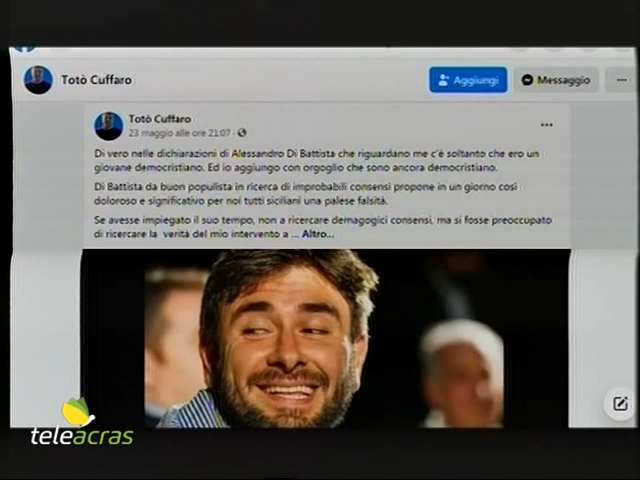 Totò Cuffaro
Aggiungi
Messaggio
Totò Cuffaro
23 maggio alle ore 21:07
Di vero nelle dichiarazioni di Alessandro Di Battista che riguardano me c'è soltanto che ero un
giovane democristiano. Ed io aggiungo con orgoglio che sono ancora democristiano.
Di Battista da buon populista in ricerca di improbabili consensi propone in un giorno così
doloroso e significativo per noi tutti siciliani una palese falsità.
Se avesse impiegato il suo tempo, non a ricercare demagogici consensi, ma si fosse preoccupato
di ricercare la verità del mio intervento a ... Altro...
teleacras